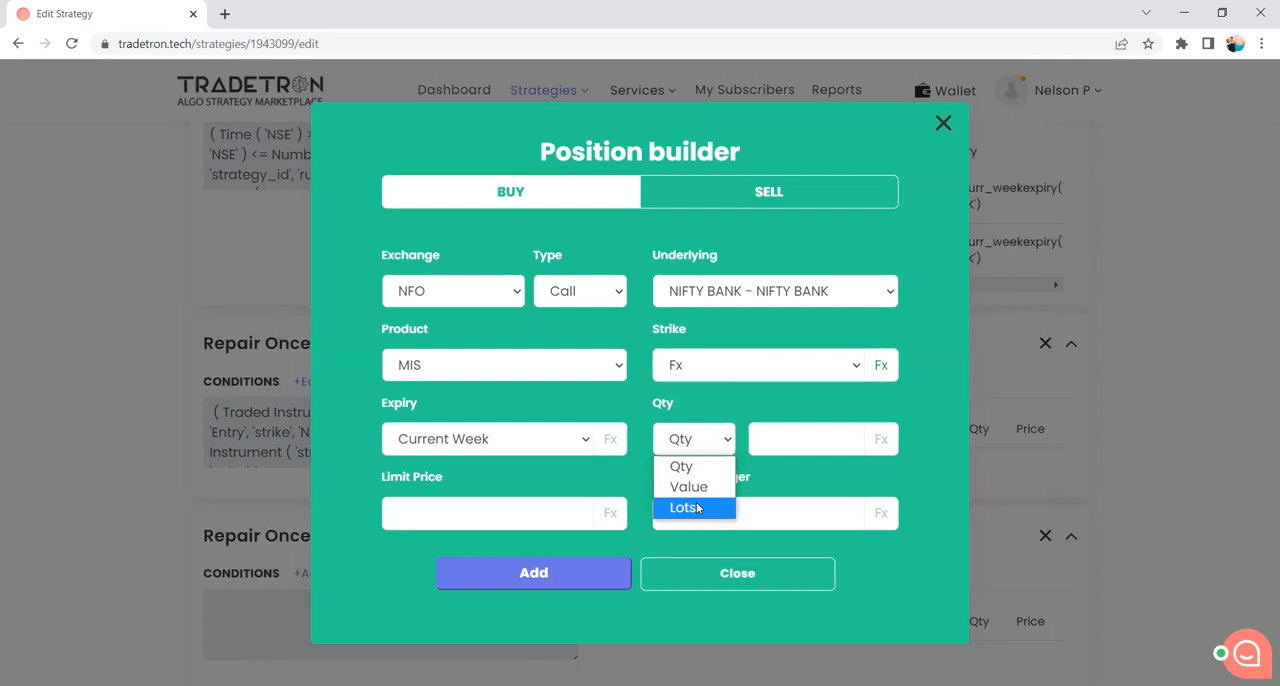 Edit Strategy
tradetron.tech/strategies/1943099/edit
TRADETRON
ALGO STRATEGY MARKETPLACE
Dashboard
Strategies
Services
My Subscribers
Reports
Wallet
Nelson P
( Time ( 'NSE' ) >
'NSE' ) <= Numb
'strategy_id', 'ru
urr_weekexpiry(
urr_weekexpiry(
Position builder
BUY
SELL
Exchange
Type
Underlying
NFO
Call
NIFTY BANK - NIFTY BANK
Product
Strike
MIS
Fx
Fx
Expiry
Qty
Current Week
Fx
Qty
Fx
Qty
Value
Lots
Limit Price
Fx
Fx
Add
Close
Repair Once
CONDITIONS
( Traded Instru
'Entry', 'strike', 'N
Instrument ( 'str
Qty
Price
Repair Once
CONDITIONS
Qty
Price